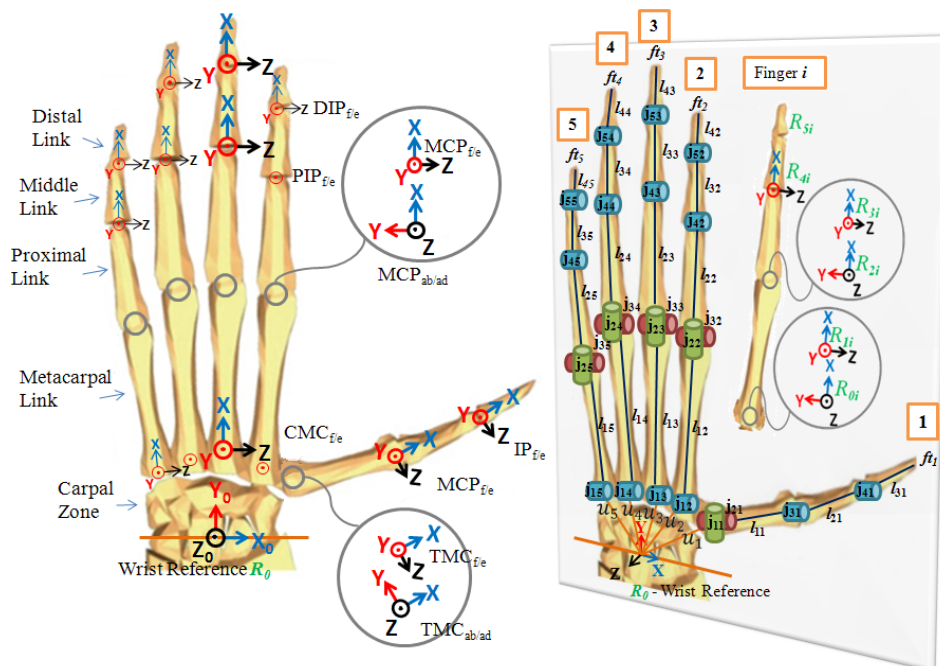 X
Y
Z
X
Y
Z
X
Y
Z
X
Y
Z
DIP f/e
Distal
Link
X
Y
Z
X
Y
Z
PIP f/e
Middle
Link
X
Y
Z
Proximal
Link
X
MCP f/e
Y
Z
X
Y
Z
MCP ab/ad
Metacarpal
Link
X
Y
Z
CMC f/e
X
Y
Z
Carpal
Zone
Y0
Z0
X0
Wrist Reference R0
X
Y
Z
MCP f/e
X
Y
Z
IP f/e
X
Y
Z
TMC f/e
Y
X
Z
TMC ab/ad
3
4
2
5
1
ft3
ft4
ft2
ft5
ft1
l43
l44
l42
l45
j53
j54
j52
j55
l33
l34
l32
l35
j43
j44
j42
j45
l23
l24
l22
l25
j34
j33
j32
j35
j24
j23
j22
j25
l15
l14
l13
l12
j15
j14
j13
j12
j21
j11
l11
j31
l21
j41
l31
u5
u4
u3
u2
u1
Y
Z
X
R0 - Wrist Reference
Finger i
R5i
X
R4i
Y
Z
X
R3i
Y
Z
X
R2i
Y
Z
X
R1i
Y
Z
X
R0i
Y
Z